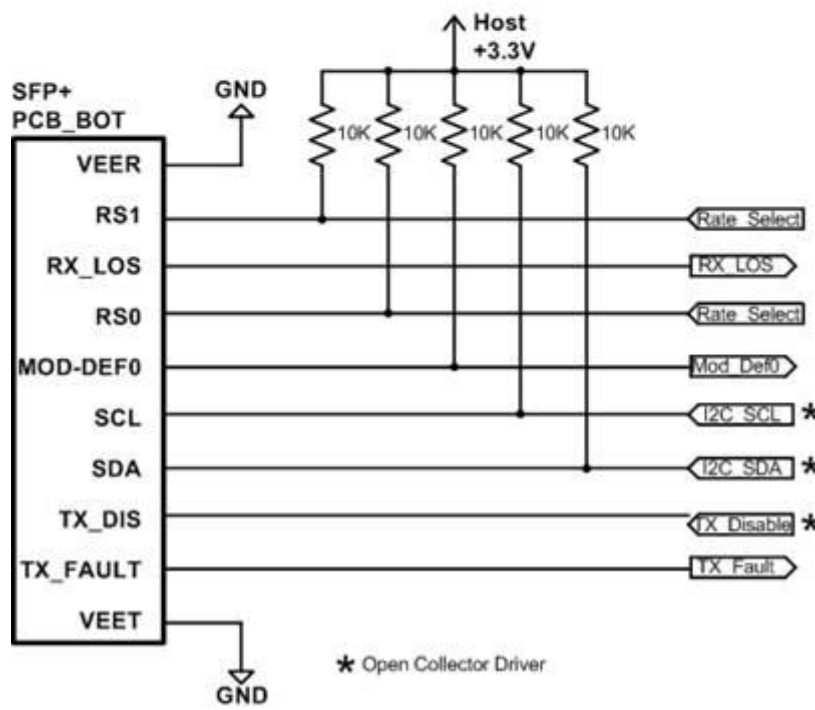 Host
+3.3V
SFP+
PCB_BOT
GND
10K
10K
10K
10K
10K
VEER
RS1
Rate_Select
RX_LOS
RX_LOS
RS0
Rate_Select
MOD-DEF0
Mod_Def0
SCL
I2C_SCL *
SDA
I2C_SDA *
TX_DIS
TX_Disable *
TX_FAULT
TX_Fault
VEET
* Open Collector Driver
GND